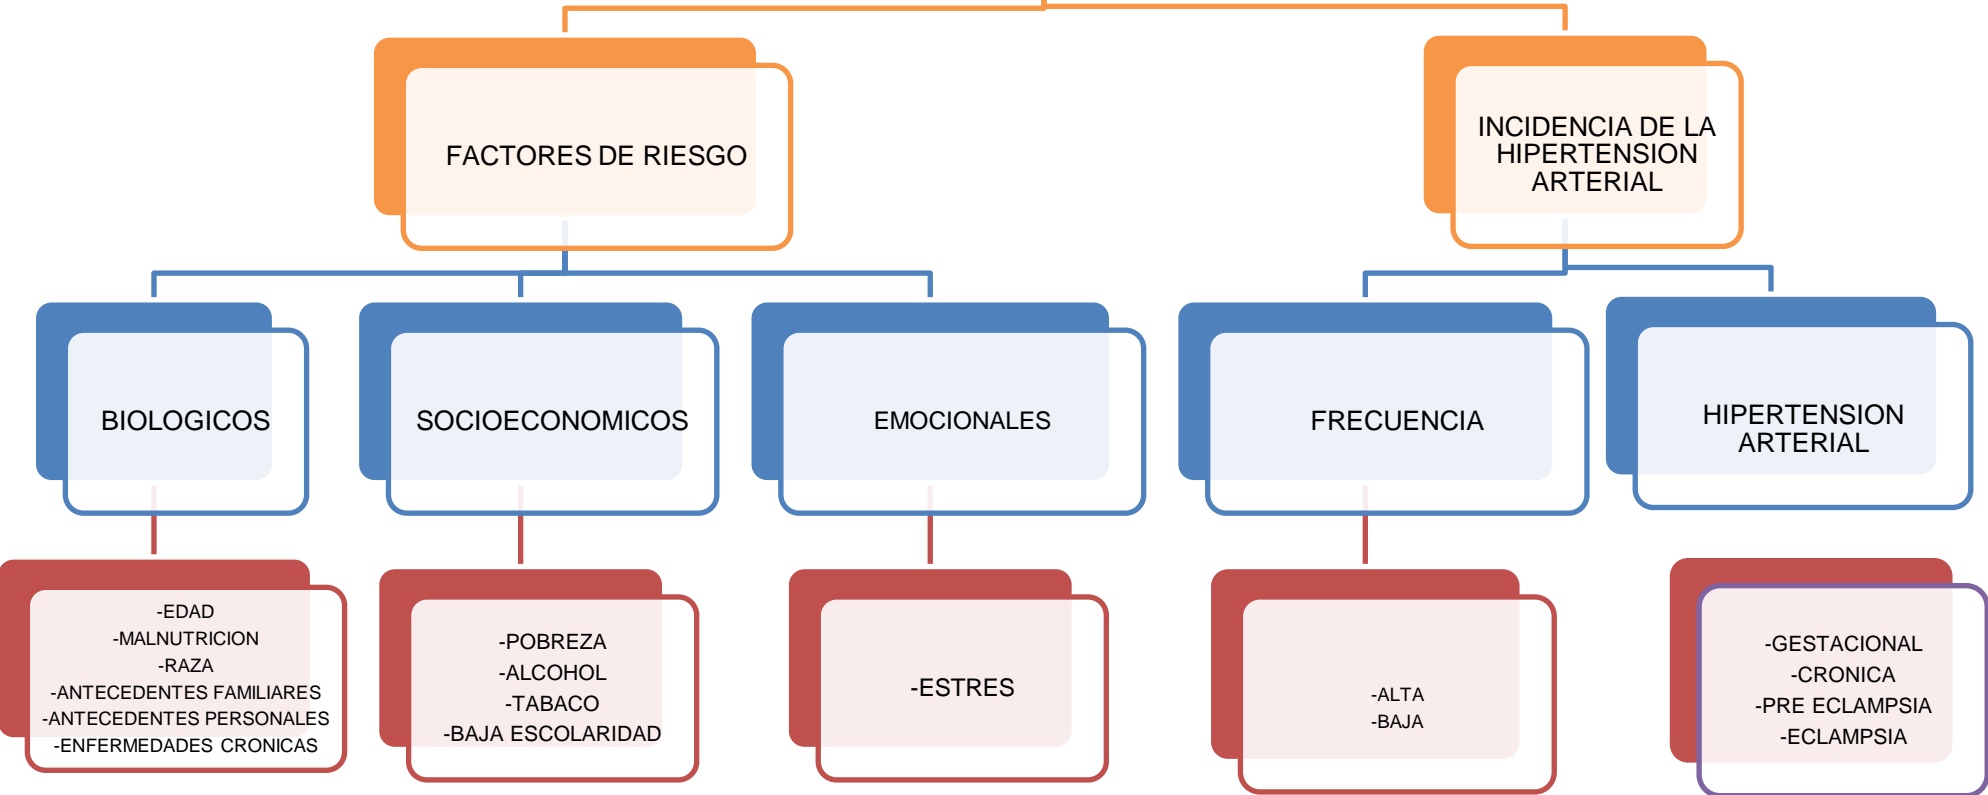 FACTORES DE RIESGO
INCIDENCIA DE LA
HIPERTENSION
ARTERIAL
BIOLOGICOS
SOCIOECONOMICOS
EMOCIONALES
FRECUENCIA
HIPERTENSION
ARTERIAL
-EDAD
-MALNUTRICION
-RAZA
-ANTECEDENTES FAMILIARES
-ANTECEDENTES PERSONALES
-ENFERMEDADES CRONICAS
-POBREZA
-ALCOHOL
-TABACO
-BAJA ESCOLARIDAD
-ESTRES
-ALTA
-BAJA
-GESTACIONAL
-CRONICA
-PRE ECLAMPSIA
-ECLAMPSIA